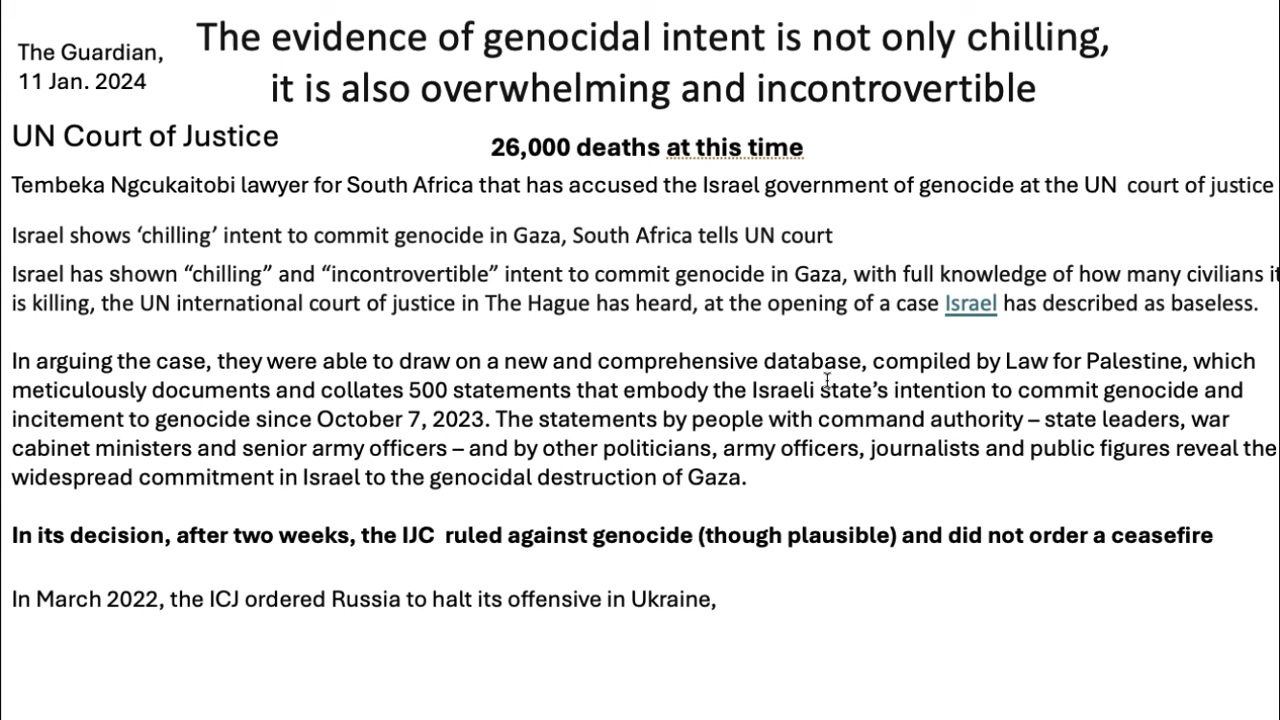 The Guardian,
11 Jan. 2024
The evidence of genocidal intent is not only chilling,
it is also overwhelming and incontrovertible
UN Court of Justice
26,000 deaths at this time
Tembeka Ngcukaitobi lawyer for South Africa that has accused the Israel government of genocide at the UN  court of justice
Israel shows ‘chilling’ intent to commit genocide in Gaza, South Africa tells UN court
Israel has shown “chilling” and “incontrovertible” intent to commit genocide in Gaza, with full knowledge of how many civilians it
is killing, the UN international court of justice in The Hague has heard, at the opening of a case Israel has described as baseless.
In arguing the case, they were able to draw on a new and comprehensive database, compiled by Law for Palestine, which
meticulously documents and collates 500 statements that embody the Israeli state’s intention to commit genocide and
incitement to genocide since October 7, 2023. The statements by people with command authority – state leaders, war
cabinet ministers and senior army officers – and by other politicians, army officers, journalists and public figures reveal the
widespread commitment in Israel to the genocidal destruction of Gaza.
In its decision, after two weeks, the IJC  ruled against genocide (though plausible) and did not order a ceasefire
In March 2022, the ICJ ordered Russia to halt its offensive in Ukraine,